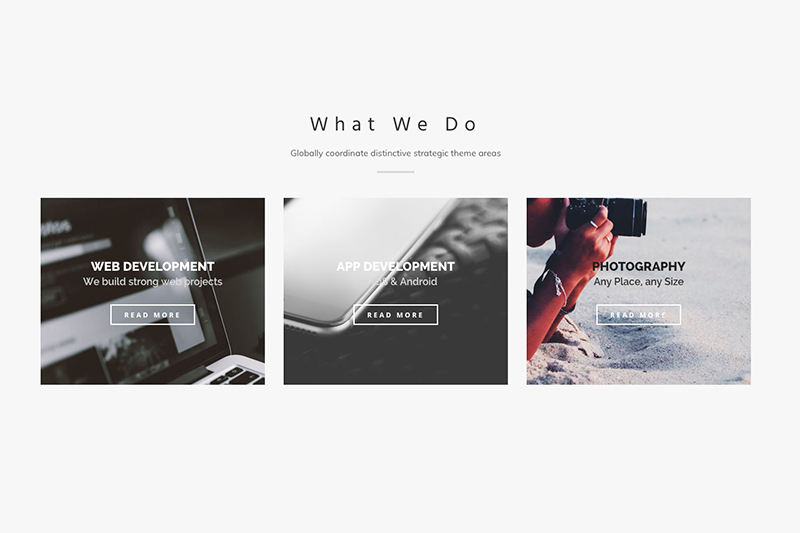 What We Do
Globally coordinate distinctive strategic theme areas
WEB DEVELOPMENT
We build strong web projects
READ MORE
APP DEVELOPMENT
& Android
READ MORE
PHOTOGRAPHY
Any Place, any Size
READ MORE